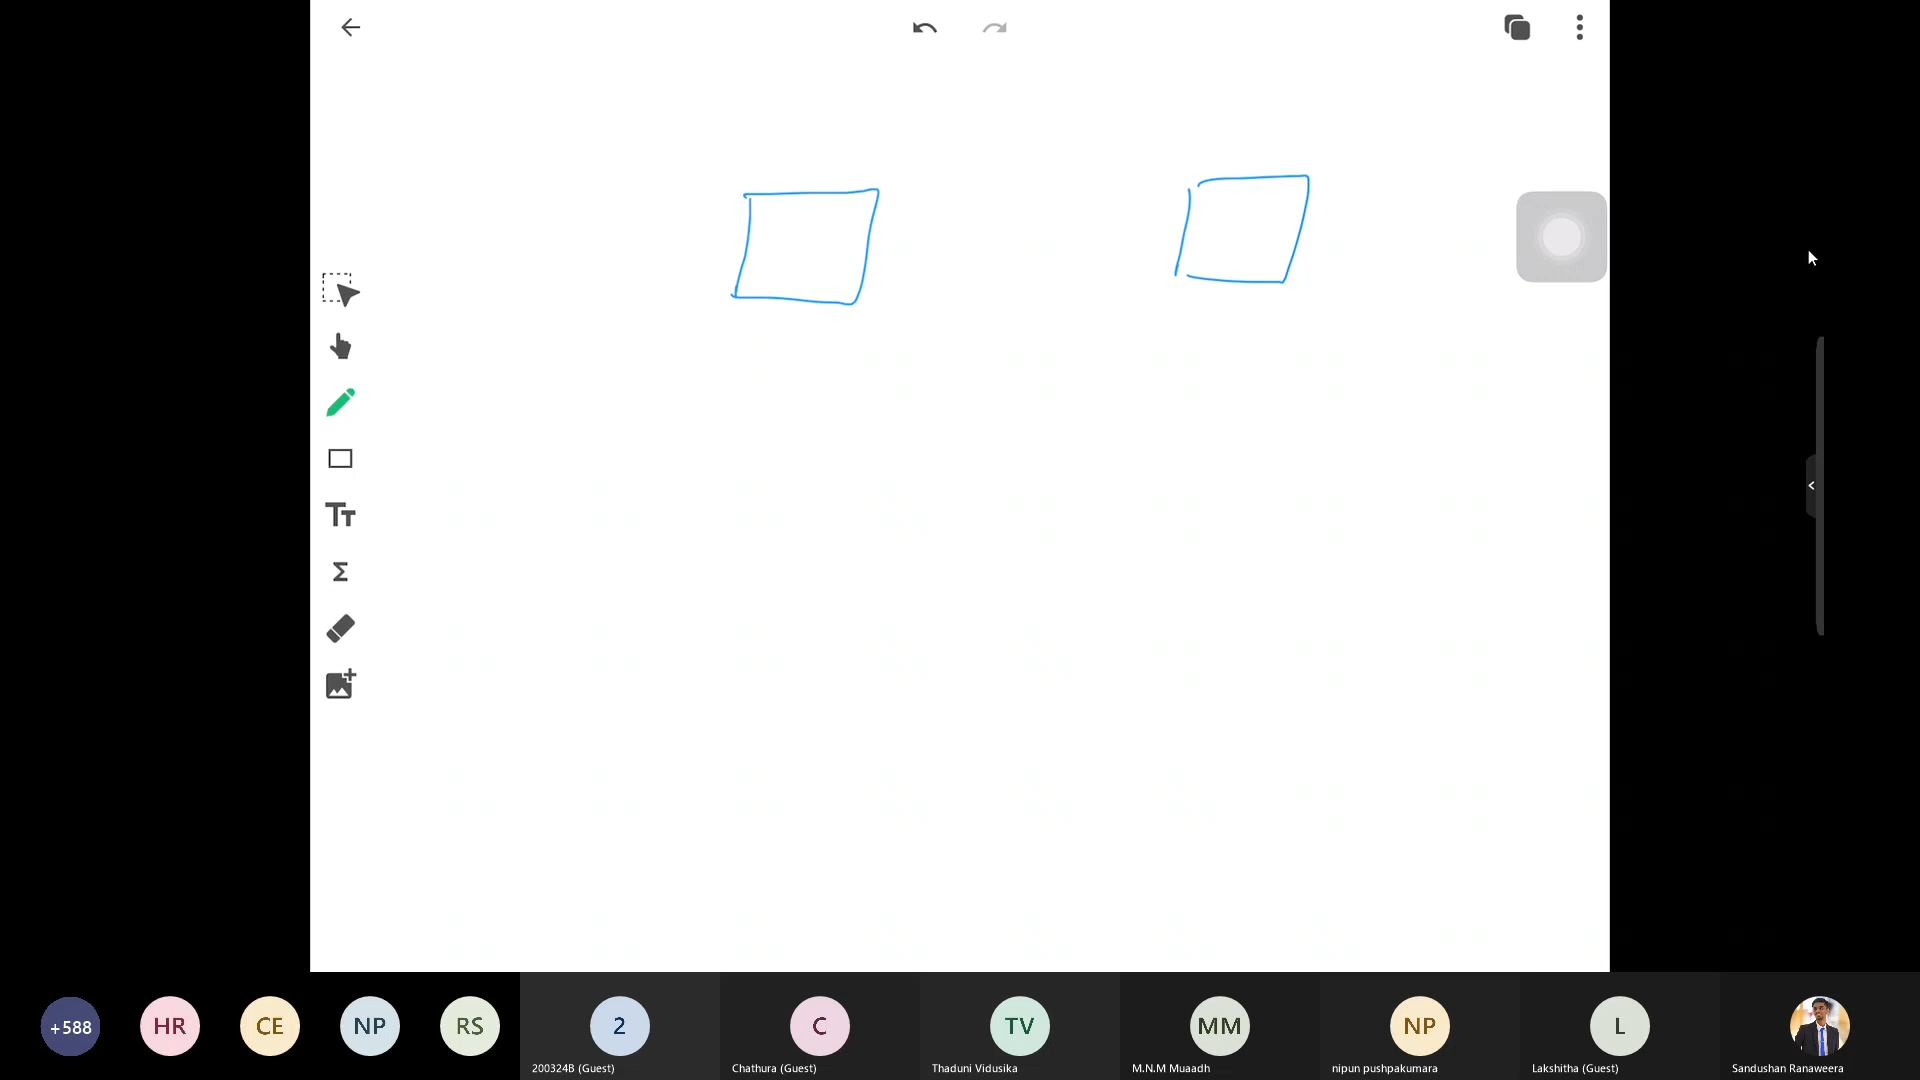 Tт
Σ
+588
HR
CE
NP
RS
2
C
TV
MM
NP
L
200324B (Guest)
Chathura (Guest)
Thaduni Vidusika
M.N.M Muaadh
nipun pushpakumara
Lakshitha (Guest)
Sandushan Ranaweera